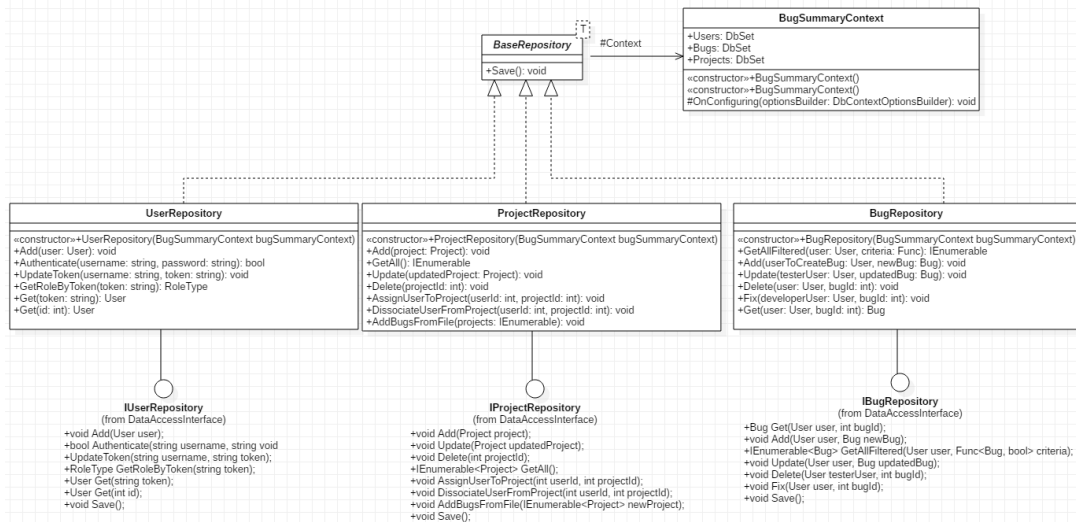 T
BaseRepository
+Save(): void
#Context
BugSummaryContext
+Users: DbSet
+Bugs: DbSet
+Projects: DbSet
«constructor»+BugSummaryContext()
«constructor»+BugSummaryContext()
#OnConfiguring(optionsBuilder: DbContextOptionsBuilder): void
UserRepository
«constructor»+UserRepository(BugSummaryContext bugSummaryContext)
+Add(user: User): void
+Authenticate(username: string, password: string): bool
+UpdateToken(username: string, token: string): void
+GetRoleByToken(token: string): RoleType
+Get(token: string): User
+Get(id: int): User
ProjectRepository
«constructor»+ProjectRepository(BugSummaryContext bugSummaryContext)
+Add(project: Project): void
+GetAll(): IEnumerable
+Update(updatedProject: Project): void
+Delete(projectId: int): void
+AssignUserToProject(userId: int, projectId: int): void
+DissociateUserFromProject(userId: int, projectId: int): void
+AddBugsFromFile(projects: IEnumerable): void
BugRepository
«constructor»+BugRepository(BugSummaryContext bugSummaryContext)
+GetAllFiltered(user: User, criteria: Func): IEnumerable
+Add(userToCreateBug: User, newBug: Bug): void
+Update(testerUser: User, updatedBug: Bug): void
+Delete(user: User, bugId: int): void
+Fix(developerUser: User, bugId: int): void
+Get(user: User, bugId: int): Bug
IUserRepository
(from DataAccessInterface)
+void Add(User user);
+bool Authenticate(string username, string void
+UpdateToken(string username, string token);
+RoleType GetRoleByToken(string token);
+User Get(string token);
+User Get(int id);
+void Save();
IProjectRepository
(from DataAccessInterface)
+void Add(Project project);
+void Update(Project updatedProject);
+void Delete(int projectId);
+IEnumerable<Project> GetAll();
+void AssignUserToProject(int userId, int projectId);
+void DissociateUserFromProject(int userId, int projectId);
+void AddBugsFromFile(IEnumerable<Project> newProject);
+void Save();
IBugRepository
(from DataAccessInterface)
+Bug Get(User user, int bugId);
+void Add(User user, Bug newBug);
+IEnumerable<Bug> GetAllFiltered(User user, Func<Bug, bool> criteria);
+void Update(User user, Bug updatedBug);
+void Delete(User testerUser, int bugId);
+void Fix(User user, int bugId);
+void Save();